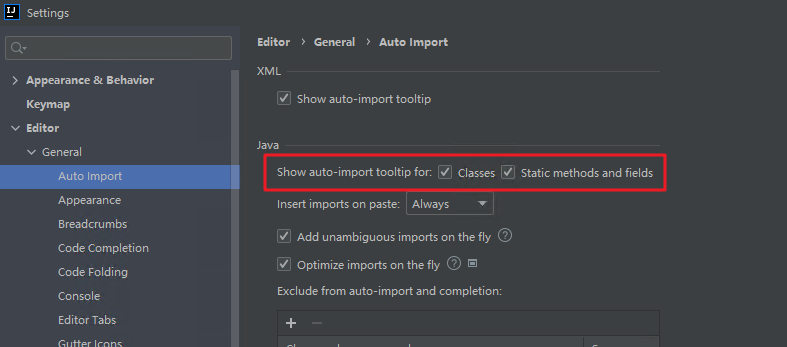 IJ
Settings
Appearance & Behavior
Keymap
Editor
General
Auto Import
Appearance
Breadcrumbs
Code Completion
Code Folding
Console
Editor Tabs
Gutter Icons
Editor › General › Auto Import
XML
Show auto-import tooltip
Java
Show auto-import tooltip for: Classes Static methods and fields
Insert imports on paste: Always
Add unambiguous imports on the fly ?
Optimize imports on the fly ?
Exclude from auto-import and completion: